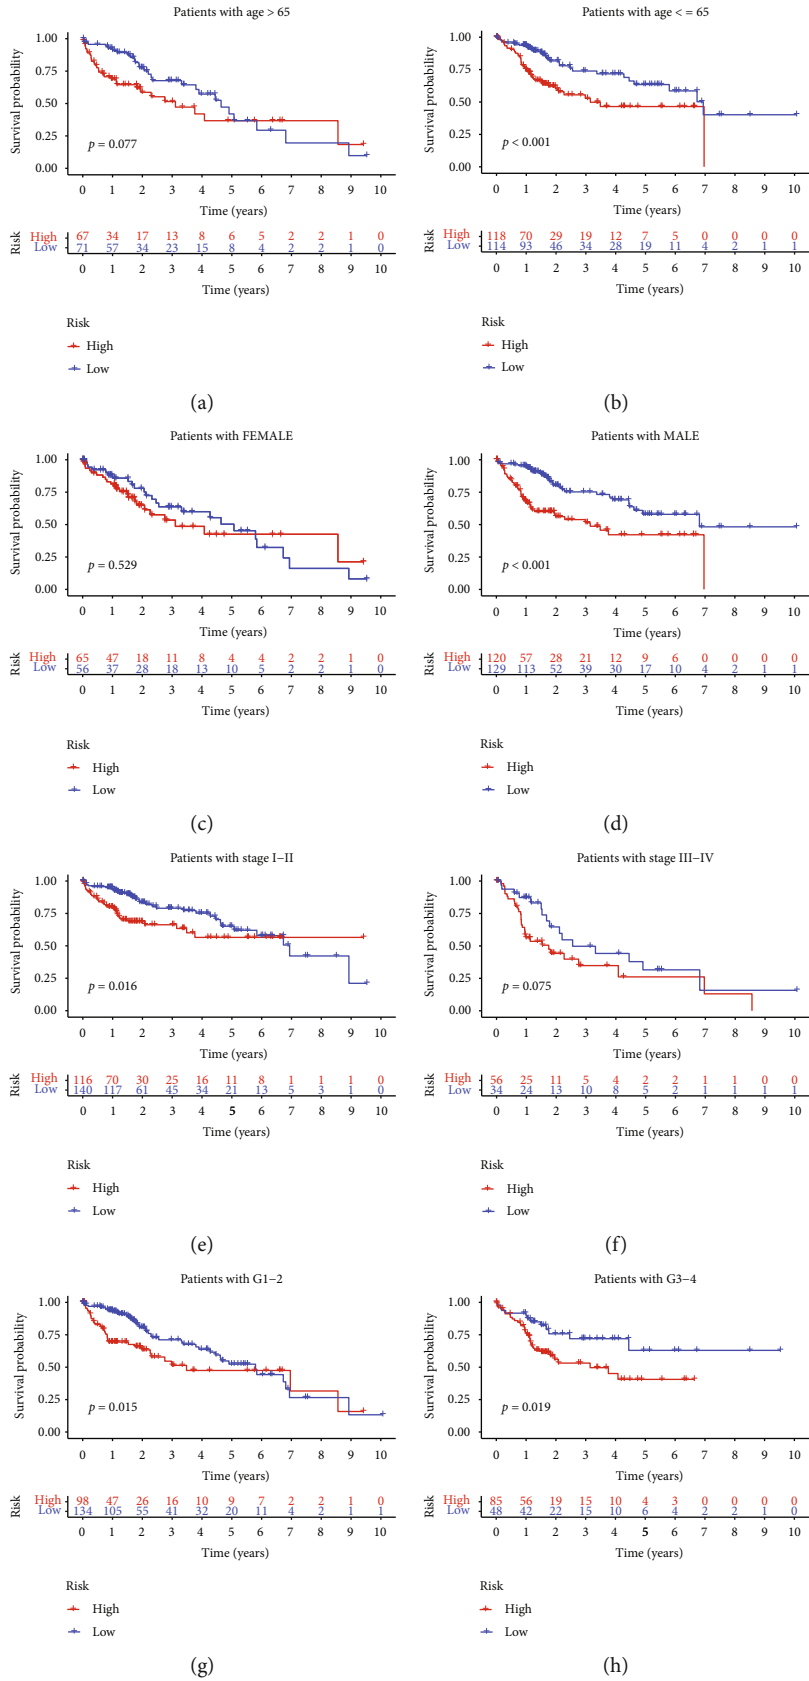 Patients with age > 65
Survival probability
1.00
0.75
0.50
0.25
0.00
p = 0.077
0 1 2 3 4 5 6 7 8 9 10
Time (years)
Risk
High 67 34 17 13 8 6 5 2 2 1 0
Low 71 57 34 23 15 8 4 2 2 1 0
0 1 2 3 4 5 6 7 8 9 10
Time (years)
Risk
High
Low
(a)
Patients with age < = 65
Survival probability
1.00
0.75
0.50
0.25
0.00
p < 0.001
0 1 2 3 4 5 6 7 8 9 10
Time (years)
Risk
High 118 70 29 19 12 7 5 0 0 0 0
Low 114 93 46 34 28 19 11 4 2 1 1
0 1 2 3 4 5 6 7 8 9 10
Time (years)
Risk
High
Low
(b)
Patients with FEMALE
Survival probability
1.00
0.75
0.50
0.25
0.00
p = 0.529
0 1 2 3 4 5 6 7 8 9 10
Time (years)
Risk
High 65 47 18 11 8 4 4 2 2 1 0
Low 56 37 28 18 13 10 5 2 2 1 0
0 1 2 3 4 5 6 7 8 9 10
Time (years)
Risk
High
Low
(c)
Patients with MALE
Survival probability
1.00
0.75
0.50
0.25
0.00
p < 0.001
0 1 2 3 4 5 6 7 8 9 10
Time (years)
Risk
High 120 57 28 21 12 9 6 0 0 0 0
Low 129 113 52 39 30 17 10 4 2 1 1
0 1 2 3 4 5 6 7 8 9 10
Time (years)
Risk
High
Low
(d)
Patients with stage I−II
Survival probability
1.00
0.75
0.50
0.25
0.00
p = 0.016
0 1 2 3 4 5 6 7 8 9 10
Time (years)
Risk
High 116 70 30 25 16 11 8 1 1 1 0
Low 140 117 61 45 34 21 13 5 3 1 0
0 1 2 3 4 5 6 7 8 9 10
Time (years)
Risk
High
Low
(e)
Patients with stage III−IV
Survival probability
1.00
0.75
0.50
0.25
0.00
p = 0.075
0 1 2 3 4 5 6 7 8 9 10
Time (years)
Risk
High 56 25 11 5 4 2 2 1 1 0 0
Low 34 24 13 10 8 5 2 1 1 1 1
0 1 2 3 4 5 6 7 8 9 10
Time (years)
Risk
High
Low
(f)
Patients with G1−2
Survival probability
1.00
0.75
0.50
0.25
0.00
p = 0.015
0 1 2 3 4 5 6 7 8 9 10
Time (years)
Risk
High 98 47 26 16 10 9 7 2 2 1 0
Low 134 105 55 41 32 20 11 4 2 1 1
0 1 2 3 4 5 6 7 8 9 10
Time (years)
Risk
High
Low
(g)
Patients with G3−4
Survival probability
1.00
0.75
0.50
0.25
0.00
p = 0.019
0 1 2 3 4 5 6 7 8 9 10
Time (years)
Risk
High 85 56 19 15 10 4 3 0 0 0 0
Low 48 42 22 15 10 6 4 2 2 1 0
0 1 2 3 4 5 6 7 8 9 10
Time (years)
Risk
High
Low
(h)